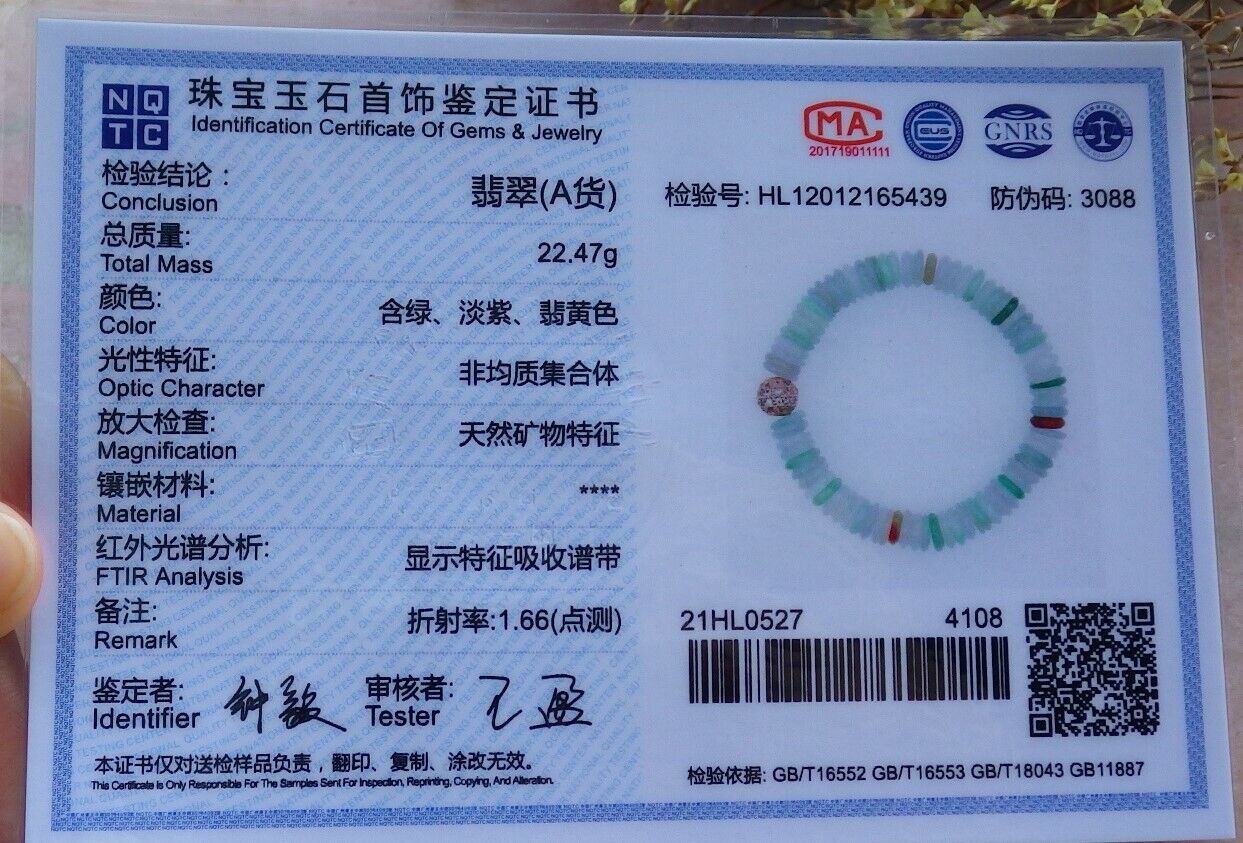 NQ
TC
珠宝玉石首饰鉴定证书
Identification Certificate Of Gems & Jewelry
检验结论：
Conclusion
翡翠(A货)
总质量:
Total Mass
22.47g
颜色:
Color
含绿、淡紫、翡黄色
光性特征:
Optic Character
非均质集合体
放大检查:
Magnification
天然矿物特征
镶嵌材料:
Material
****
红外光谱分析:
FTIR Analysis
显示特征吸收谱带
备注:
Remark
折射率:1.66(点测)
鉴定者:
Identifier
审核者:
Tester
本证书仅对送检样品负责，翻印、复制、涂改无效。
This Certificate is Only Responsible For The Samples Sent For Inspection, Reprinting, Copying, And Alteration.
MA
201719011111
GNRS
检验号: HL12012165439 防伪码: 3088
21HL0527 4108
检验依据: GB/T16552 GB/T16553 GB/T18043 GB11887